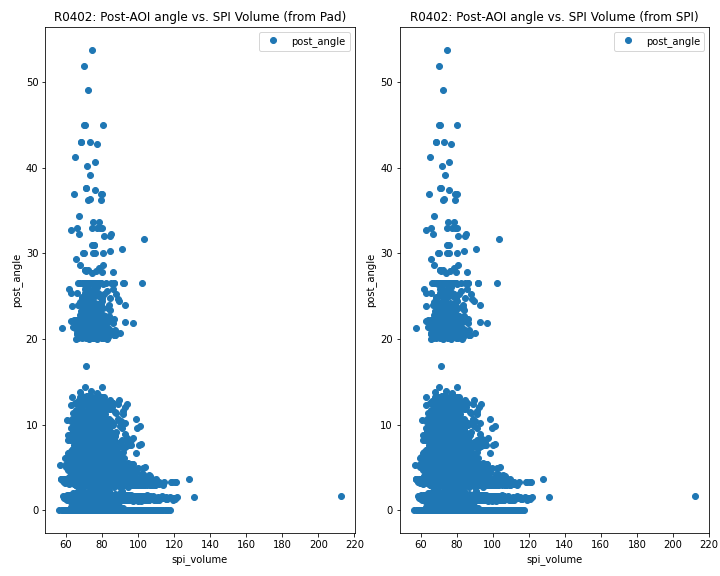 R0402: Post-AOI angle vs. SPI Volume (from Pad)
post_angle
50
40
30
20
10
0
post_angle
60 80 100 120 140 160 180 200 220
spi_volume
R0402: Post-AOI angle vs. SPI Volume (from SPI)
post_angle
50
40
30
20
10
0
post_angle
60 80 100 120 140 160 180 200 220
spi_volume